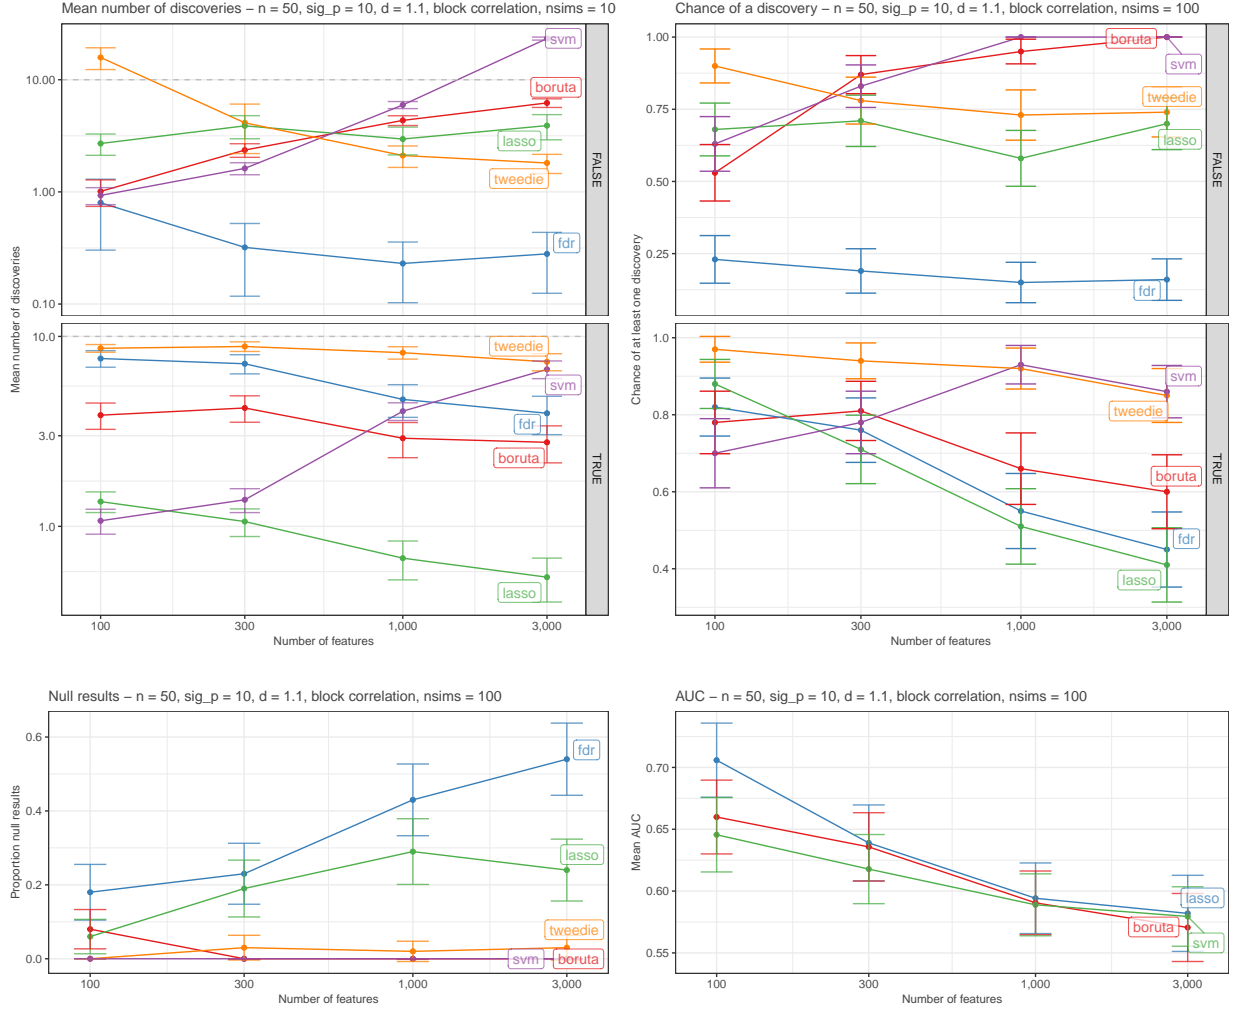 Mean number of discoveries − n = 50, sig_p = 10, d = 1.1, block correlation, nsims = 10
Mean number of discoveries
10.00
1.00
0.10
svm
boruta
lasso
tweedie
fdr
FALSE
10.0
3.0
1.0
tweedie
svm
fdr
boruta
lasso
TRUE
100
300
1,000
3,000
Number of features
Chance of a discovery − n = 50, sig_p = 10, d = 1.1, block correlation, nsims = 100
Chance of at least one discovery
1.00
0.75
0.50
0.25
boruta
svm
tweedie
lasso
fdr
FALSE
1.0
0.8
0.6
0.4
svm
tweedie
boruta
fdr
lasso
TRUE
100
300
1,000
3,000
Number of features
Null results − n = 50, sig_p = 10, d = 1.1, block correlation, nsims = 100
Proportion null results
0.6
0.4
0.2
0.0
fdr
lasso
tweedie
svm
boruta
100
300
1,000
3,000
Number of features
AUC − n = 50, sig_p = 10, d = 1.1, block correlation, nsims = 100
Mean AUC
0.70
0.65
0.60
0.55
lasso
boruta
svm
100
300
1,000
3,000
Number of features